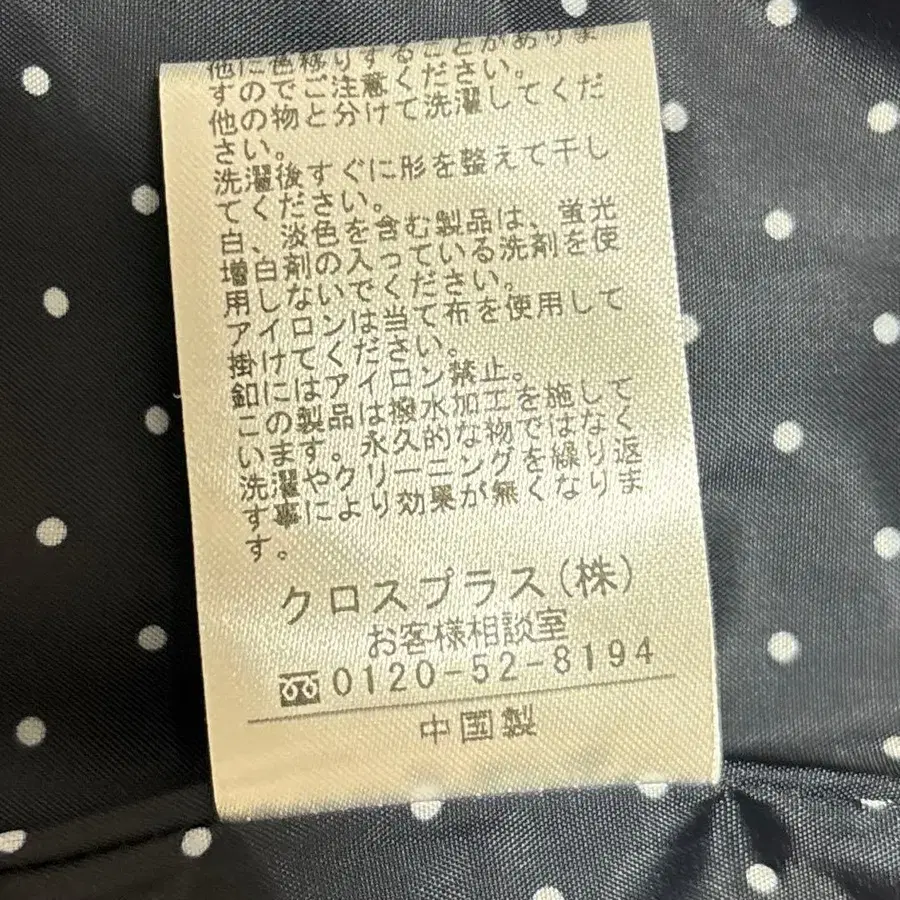 他に色移りすることがありま
すのでご注意ください。
他の物と分けて洗濯してくだ
さい。
洗濯後すぐに形を整えて干し
てください。
白、淡色を含む製品は、蛍光
増白剤の入っている洗剤を使
用しないでください。
アイロンは当て布を使用して
掛けてください。
釦にはアイロン禁止。
この製品は撥水加工を施して
います。永久的な物ではなく
洗濯やクリーニングを繰り返
す事により効果が無くなりま
す。
クロスプラス(株)
お客様相談室
0120-52-8194
中国製